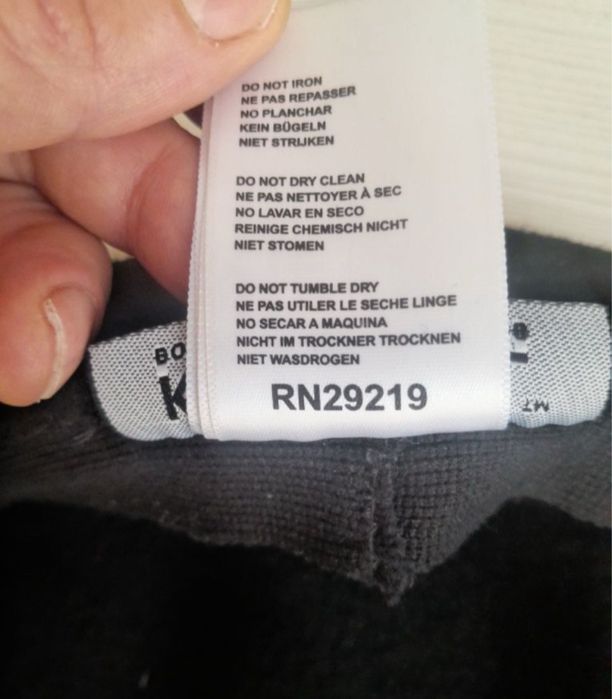 DO NOT IRON
NE PAS REPASSER
NO PLANCHAR
KEIN BÜGELN
NIET STRIJKEN
DO NOT DRY CLEAN
NE PAS NETTOYER À SEC
NO LAVAR EN SECO
REINIGE CHEMISCH NICHT
NIET STOMEN
DO NOT TUMBLE DRY
NE PAS UTILER LE SECHE LINGE
NO SECAR A MAQUINA
NICHT IM TROCKNER TROCKNEN
NIET WASDROGEN
RN29219
BO
K